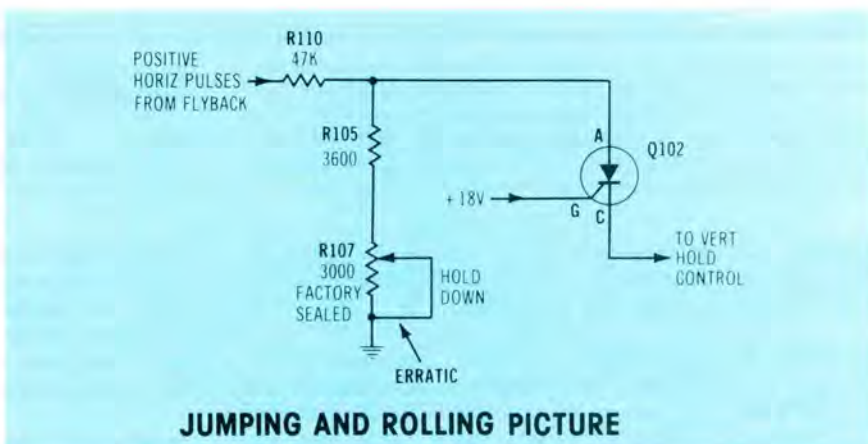 R110
47K
POSITIVE
HORIZ PULSES
FROM FLYBACK
R105
3600
A
Q102
+18V
G
C
TO VERT
HOLD
CONTROL
R107
3000
FACTORY
SEALED
HOLD
DOWN
ERRATIC
JUMPING AND ROLLING PICTURE